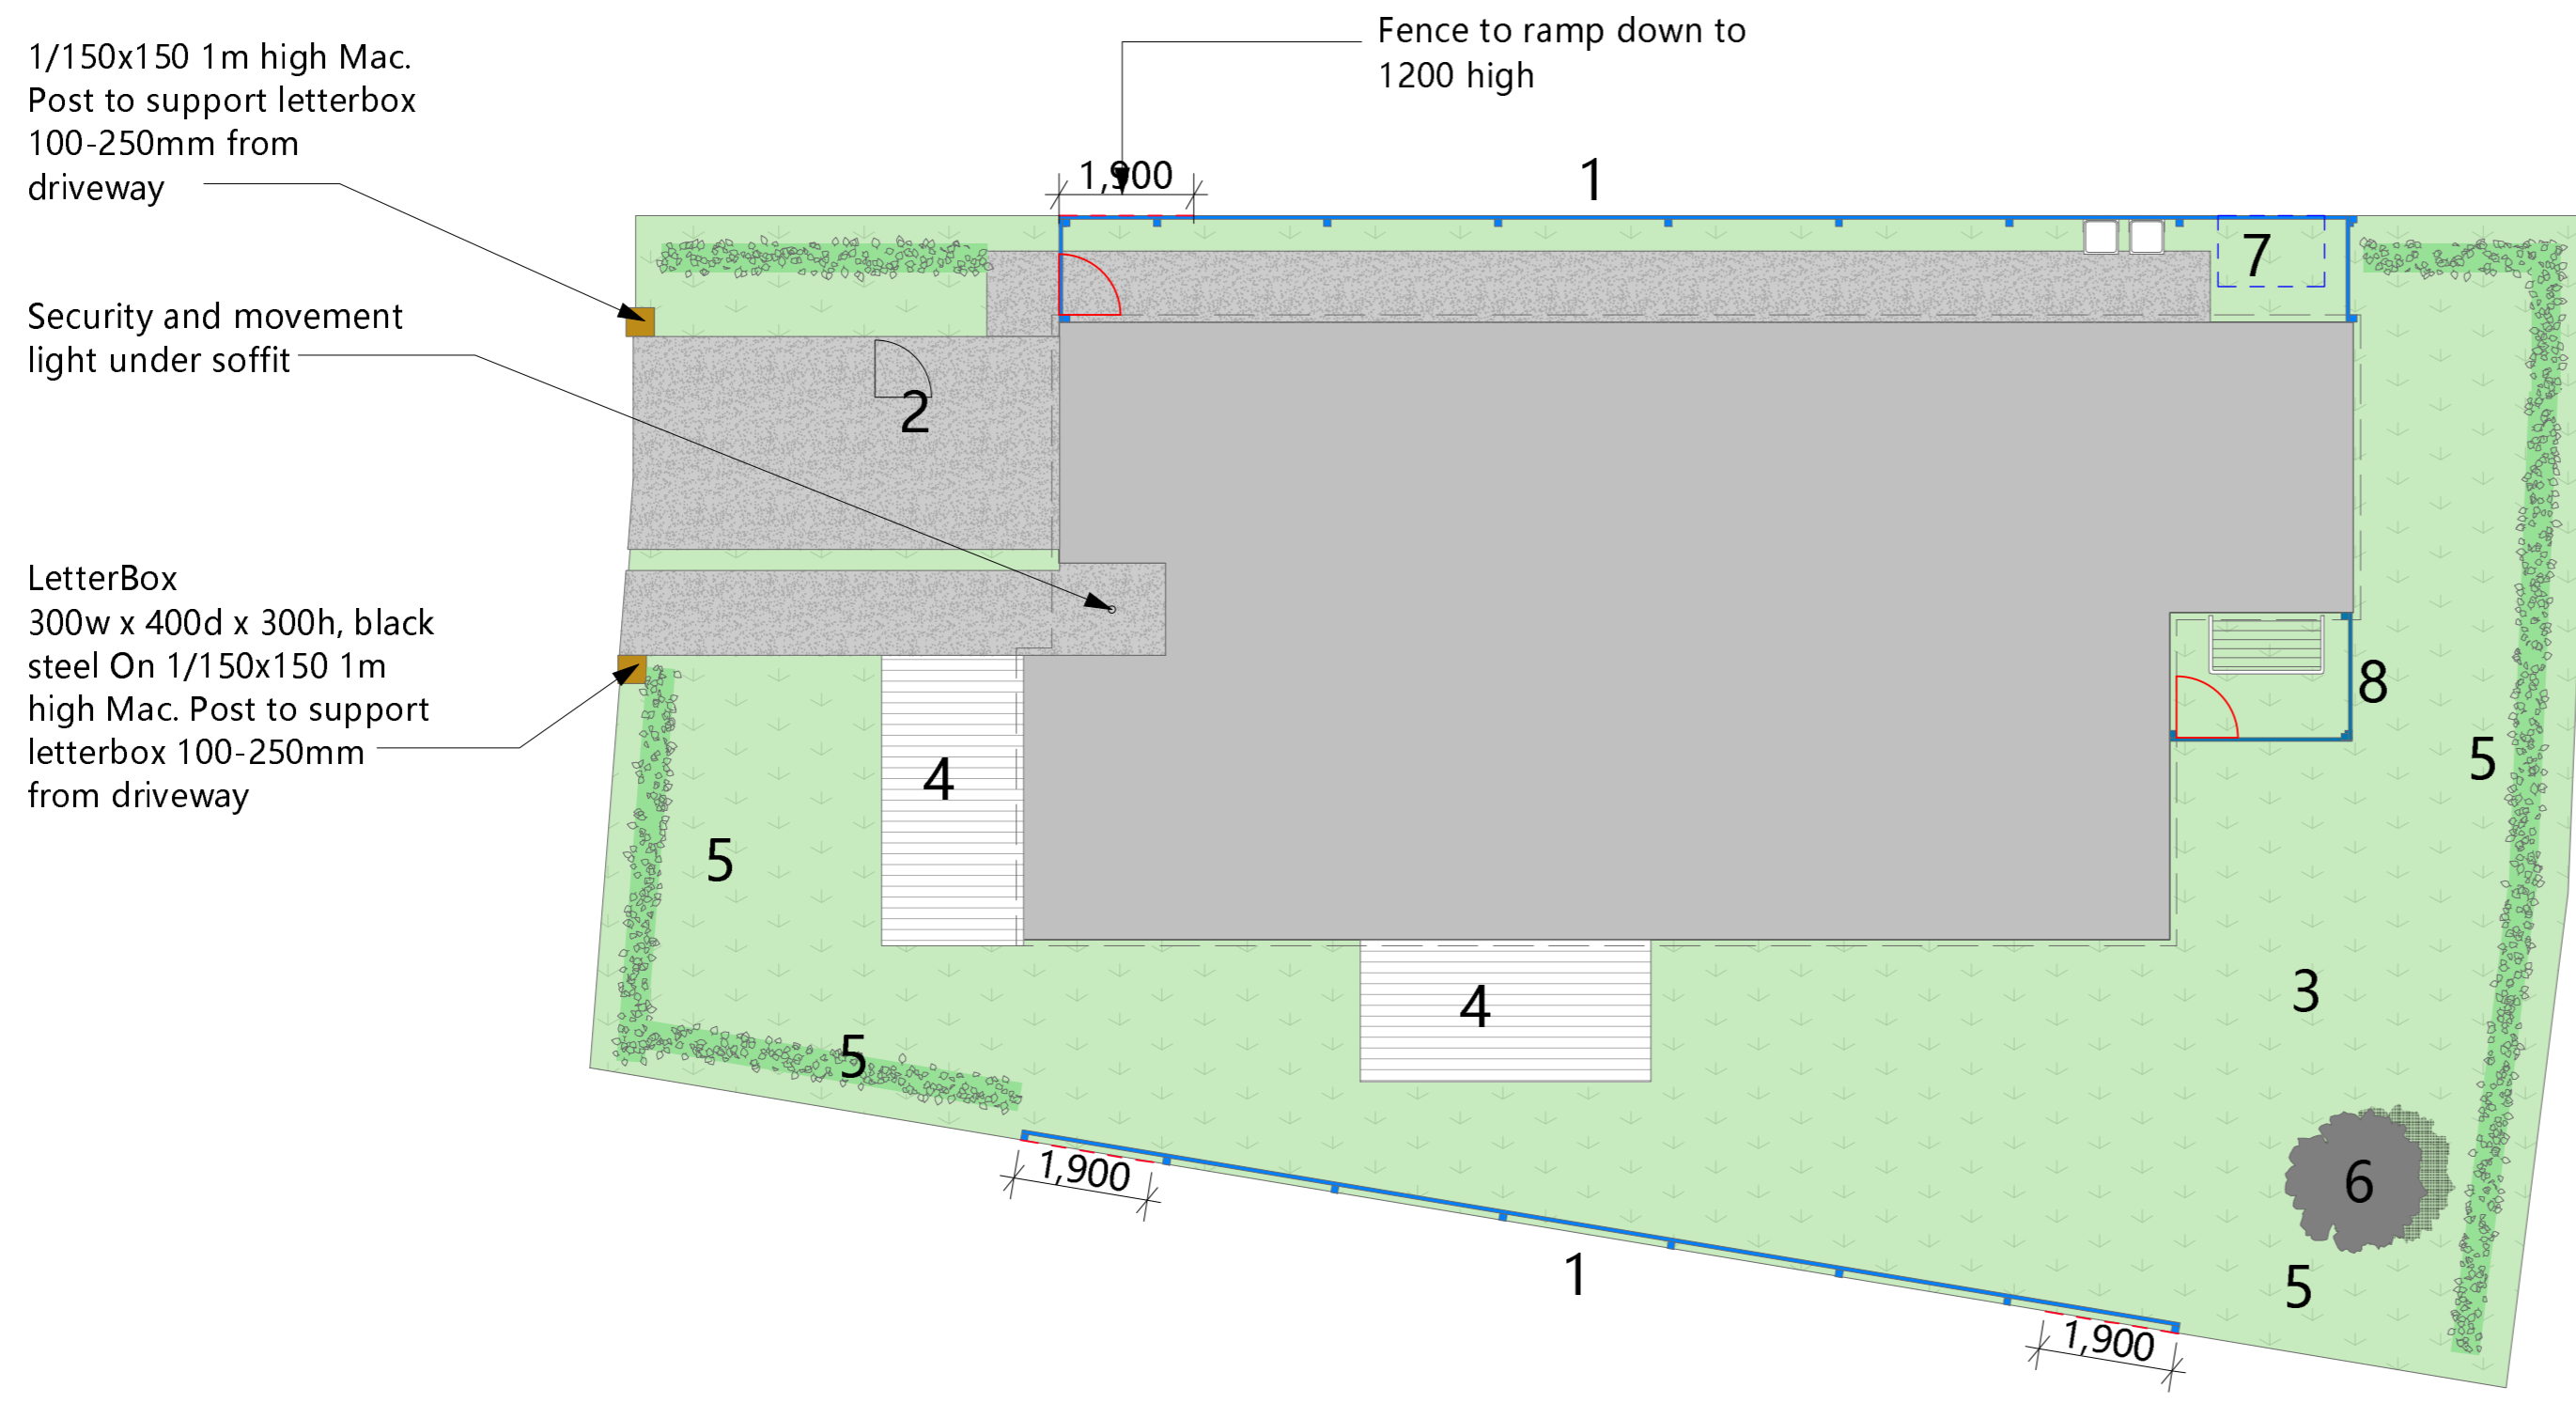 1/150x150 1m high Mac.
Post to support letterbox
100-250mm from
driveway
Fence to ramp down to
1200 high
1,900
1
7
Security and movement
light under soffit
2
LetterBox
300w x 400d x 300h, black
steel On 1/150x150 1m
high Mac. Post to support
letterbox 100-250mm
from driveway
8
5
4
5
3
4
5
1,900
6
1
5
1,900